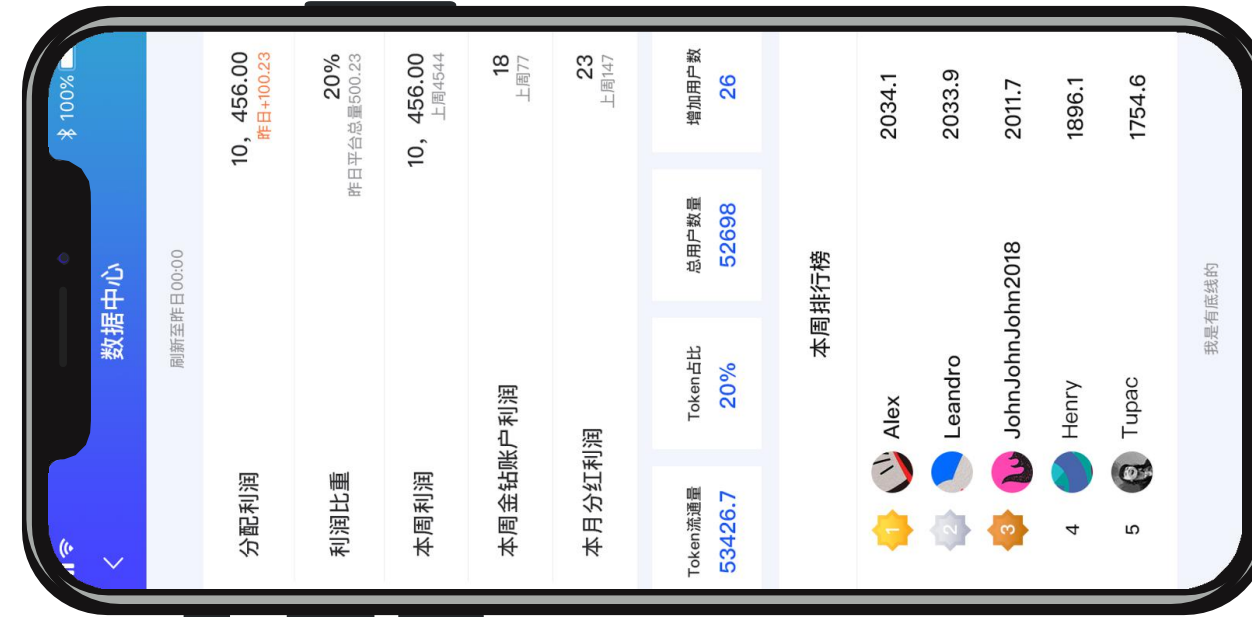 100%
数据中心
刷新至昨日00:00
分配利润 10, 456.00
昨日+100.23
利润比重 20%
昨日平台总量500.23
本周利润 10, 456.00
上周4544
本周金钻账户利润 18
上周77
本月分红利润 23
上周147
Token流通量 Token占比 总用户数量 增加用户数
53426.7 20% 52698 26
本周排行榜
1 Alex 2034.1
2 Leandro 2033.9
3 JohnJohnJohn2018 2011.7
4 Henry 1896.1
5 Tupac 1754.6
我是有底线的